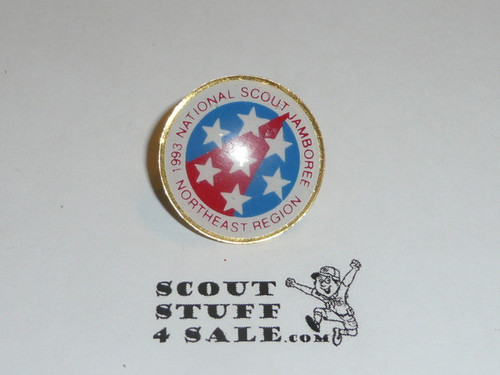 1993 NATIONAL SCOUT JAMBOREE
NORTHEAST REGION
SCOUT
STUFF
4 SALE.COM